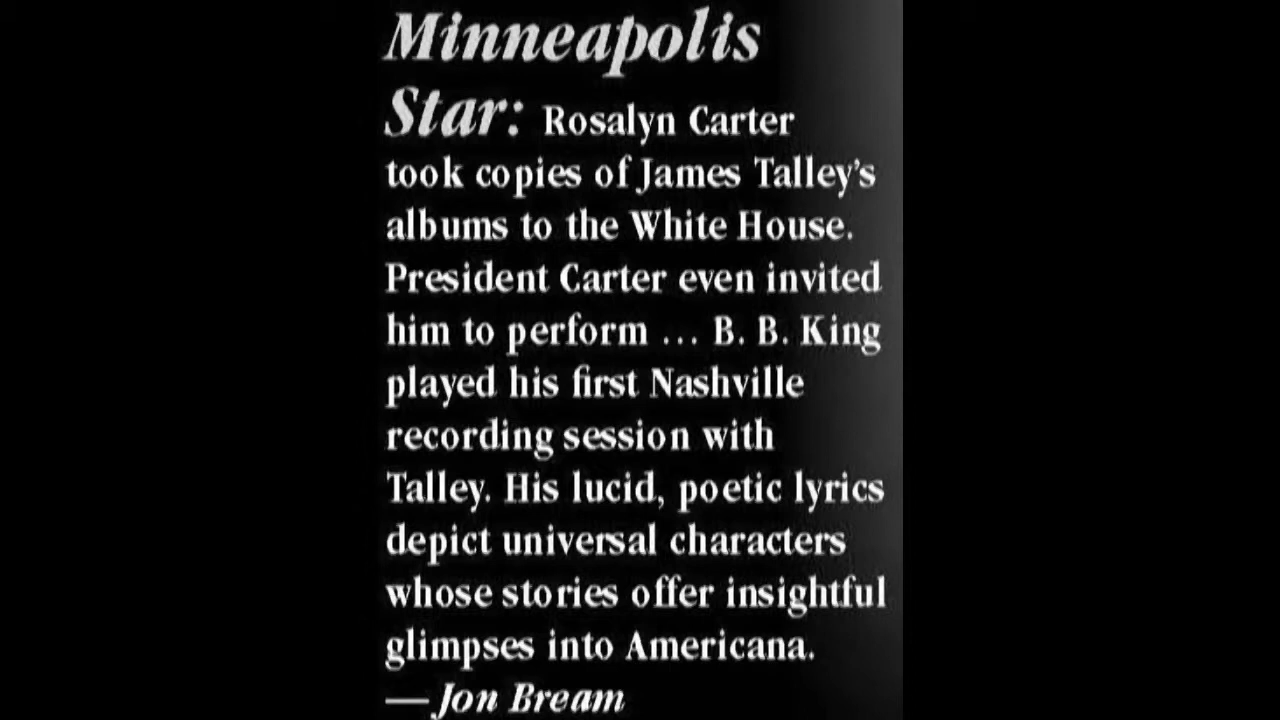 Minneapolis
Star: Rosalyn Carter
took copies of James Talley's
albums to the White House.
President Carter even invited
him to perform ... B. B. King
played his first Nashville
recording session with
Talley. His lucid, poetic lyrics
depict universal characters
whose stories offer insightful
glimpses into Americana.
— Jon Bream